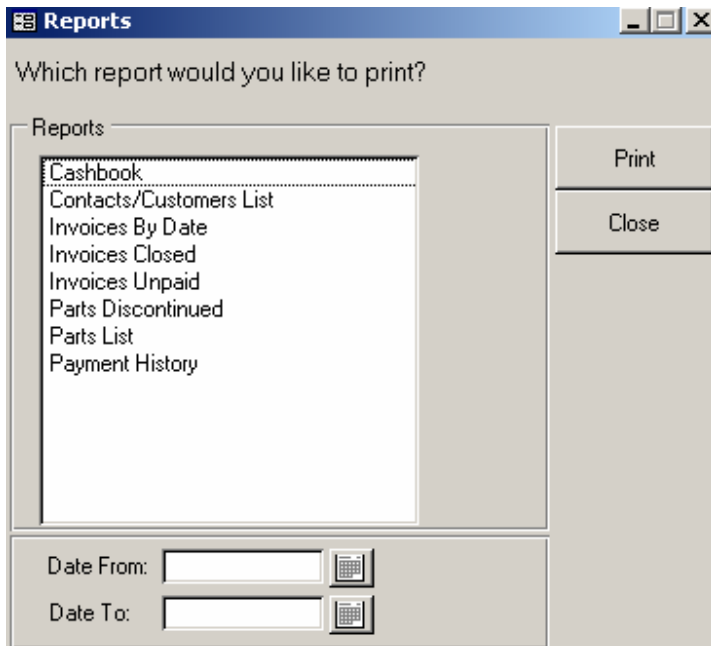 Reports
Which report would you like to print?
Reports
Cashbook
Contacts/Customers List
Invoices By Date
Invoices Closed
Invoices Unpaid
Parts Discontinued
Parts List
Payment History
Print
Close
Date From:
Date To: